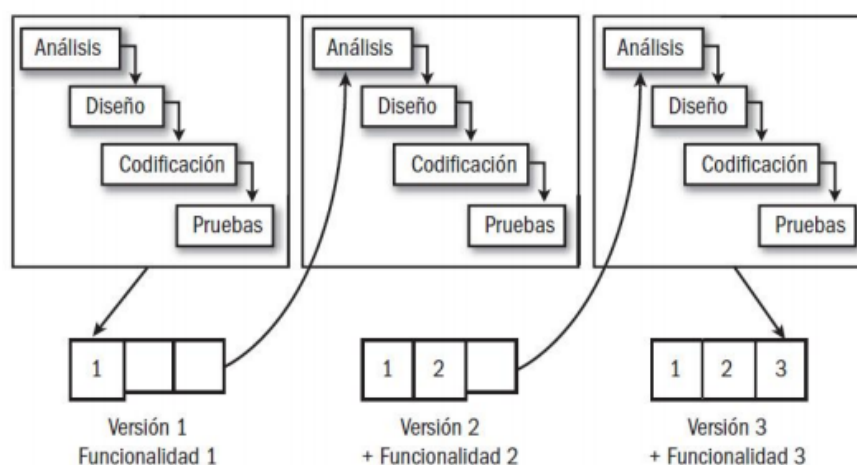 Análisis
Diseño
Codificación
Pruebas
Análisis
Diseño
Codificación
Pruebas
Análisis
Diseño
Codificación
Pruebas
1
1 2
1 2 3
Versión 1
Funcionalidad 1
Versión 2
+ Funcionalidad 2
Versión 3
+ Funcionalidad 3